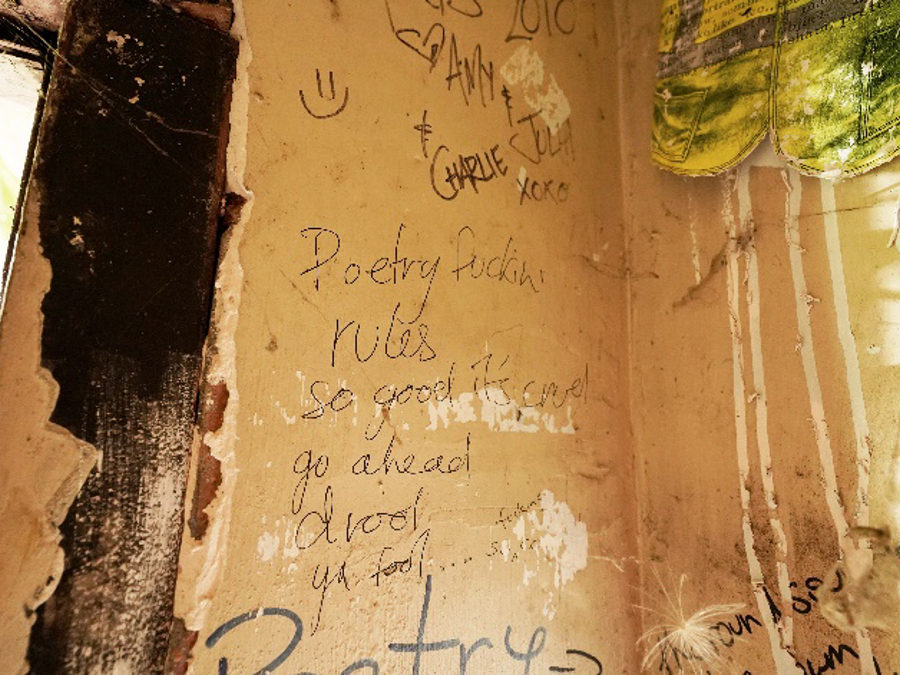 2010
AMY
&
JULIA
&
CHARLIE
xoxo
Poetry fuckin
rules
so good it's cruel
go ahead
drool
ya fool....
Poetry